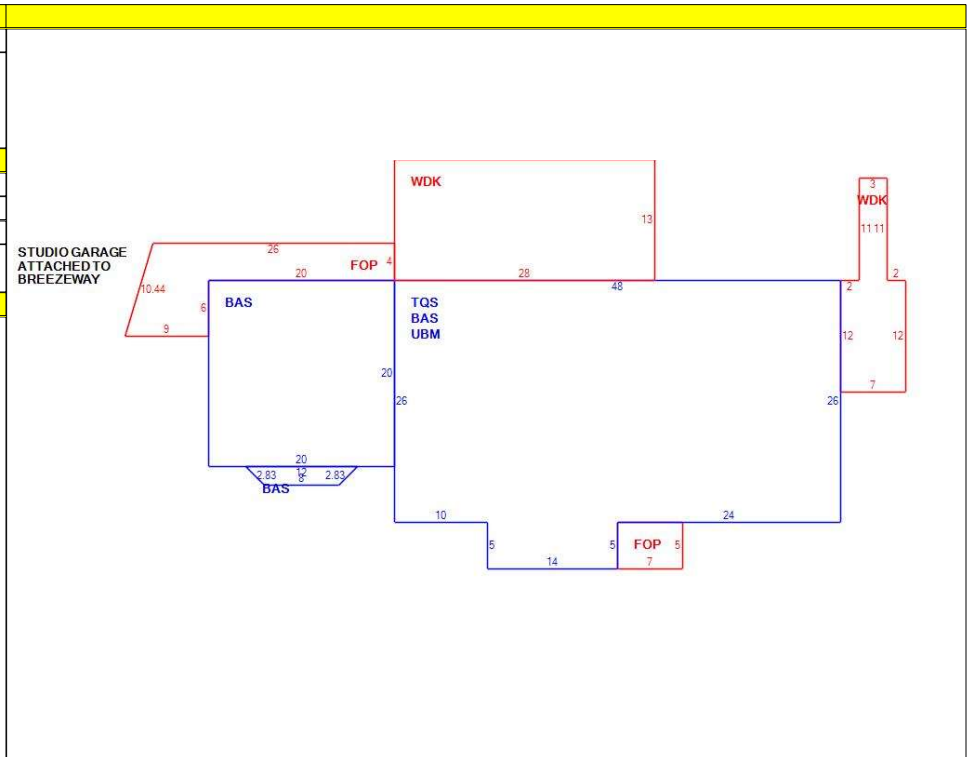 WDK
3
WDK
13
11 11
STUDIO GARAGE
ATTACHED TO
BREEZEWAY
26
FOP
4
20
28
48
2
2
10.44
6
BAS
TQS
BAS
UBM
9
12
12
20
26
7
26
20
2.83
12
8
2.83
BAS
10
24
5
5
FOP
5
14
7